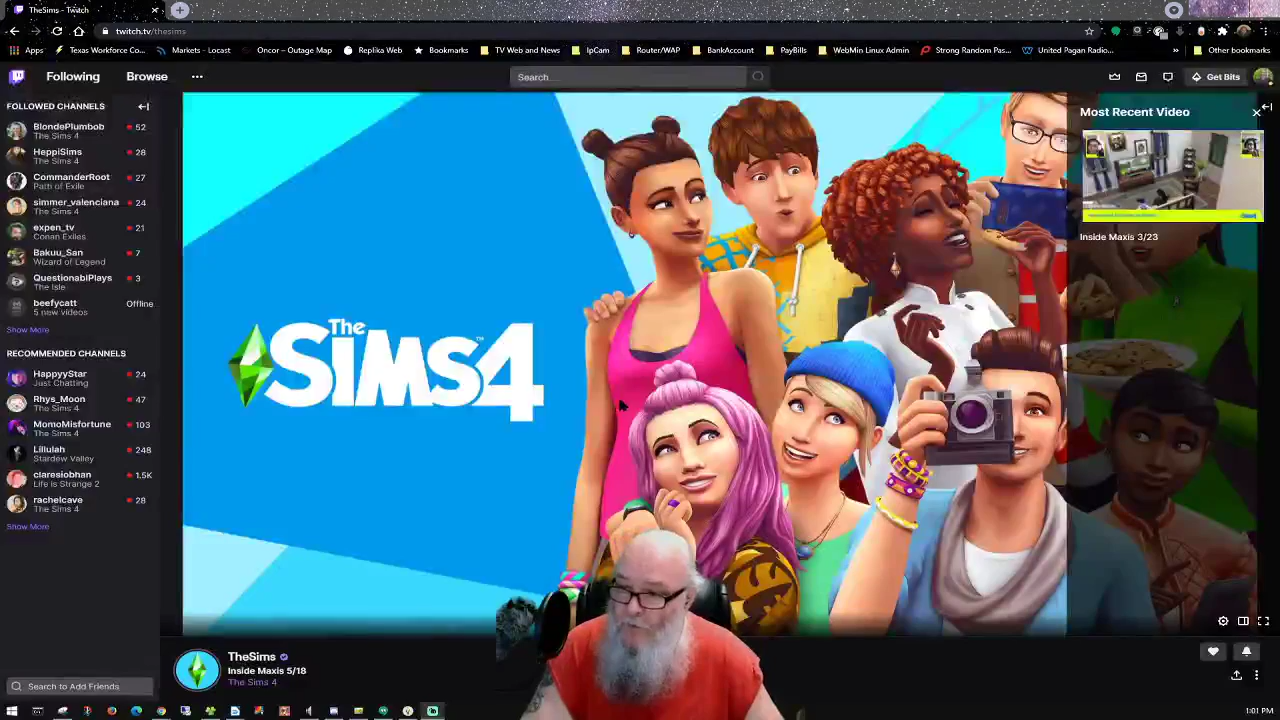 TheSims - Twitch
twitch.tv/thesims
Apps
Texas Workforce Co...
Markets - Locast
Oncor – Outage Map
Replika Web
Bookmarks
TV Web and News
IpCam
Router/WAP
BankAccount
PayBills
WebMin Linux Admin
Strong Random Pas...
United Pagan Radio...
»
Other bookmarks
Following
Browse
Search...
Get Bits
FOLLOWED CHANNELS
BlondePlumbob 52
The Sims 4
HeppiSims 28
The Sims 4
CommanderRoot 27
Path of Exile
simmer_valenciana 24
The Sims 4
expen_tv 21
Conan Exiles
Bakuu_San 7
Wizard of Legend
QuestionabiPlays 3
The Isle
beefycatt Offline
5 new videos
Show More
RECOMMENDED CHANNELS
HappyyStar 24
Just Chatting
Rhys_Moon 47
The Sims 4
MomoMisfortune 103
The Sims 4
Lillulah 248
Stardew Valley
claresiobhan 1.5K
Life is Strange 2
rachelcave 28
The Sims 4
Show More
Search to Add Friends
The
SiMS4
Most Recent Video
Inside Maxis 3/23
TheSims
Inside Maxis 5/18
The Sims 4
1:01 PM